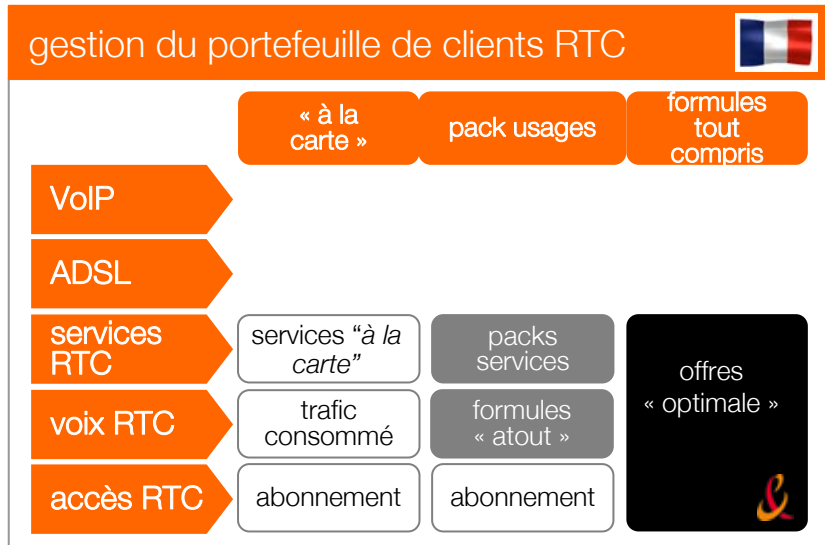 gestion du portefeuille de clients RTC
« à la
carte »
pack usages
formules
tout
compris
VoIP
ADSL
services
RTC
services “à la
carte”
packs
services
offres
« optimale »
voix RTC
trafic
consommé
formules
« atout »
accès RTC
abonnement
abonnement